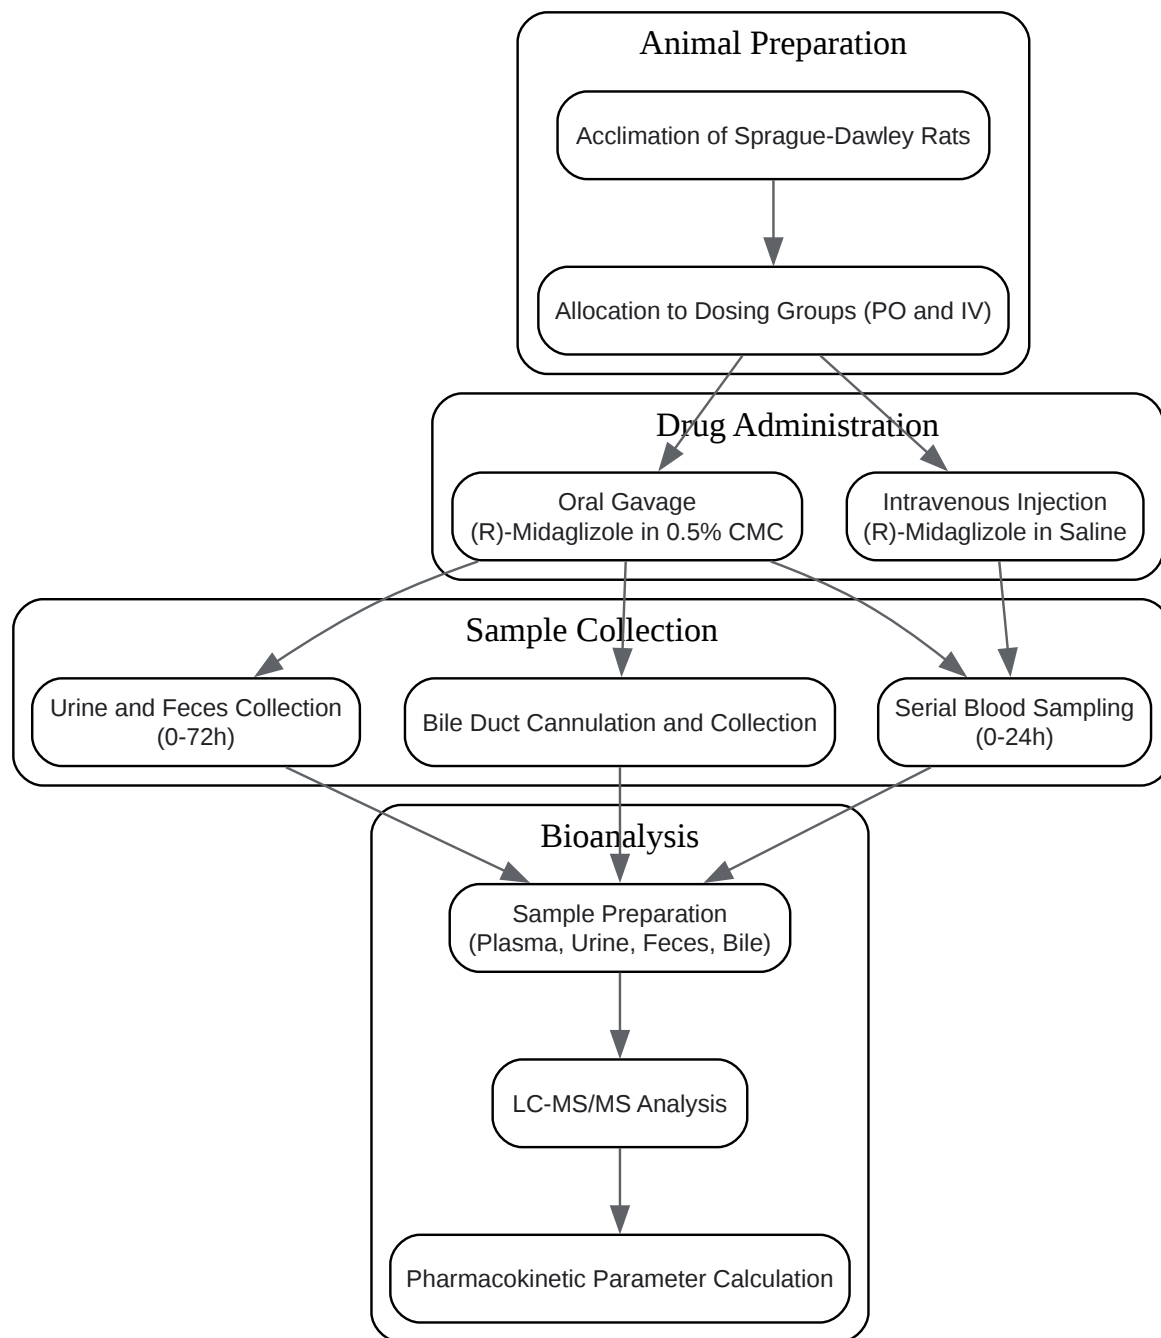 Animal Preparation
Acclimation of Sprague-Dawley Rats
Allocation to Dosing Groups (PO and IV)
Drug Administration
Oral Gavage
(R)-Midaglizole in 0.5% CMC
Intravenous Injection
(R)-Midaglizole in Saline
Sample Collection
Urine and Feces Collection
(0-72h)
Bile Duct Cannulation and Collection
Serial Blood Sampling
(0-24h)
Bioanalysis
Sample Preparation
(Plasma, Urine, Feces, Bile)
LC-MS/MS Analysis
Pharmacokinetic Parameter Calculation